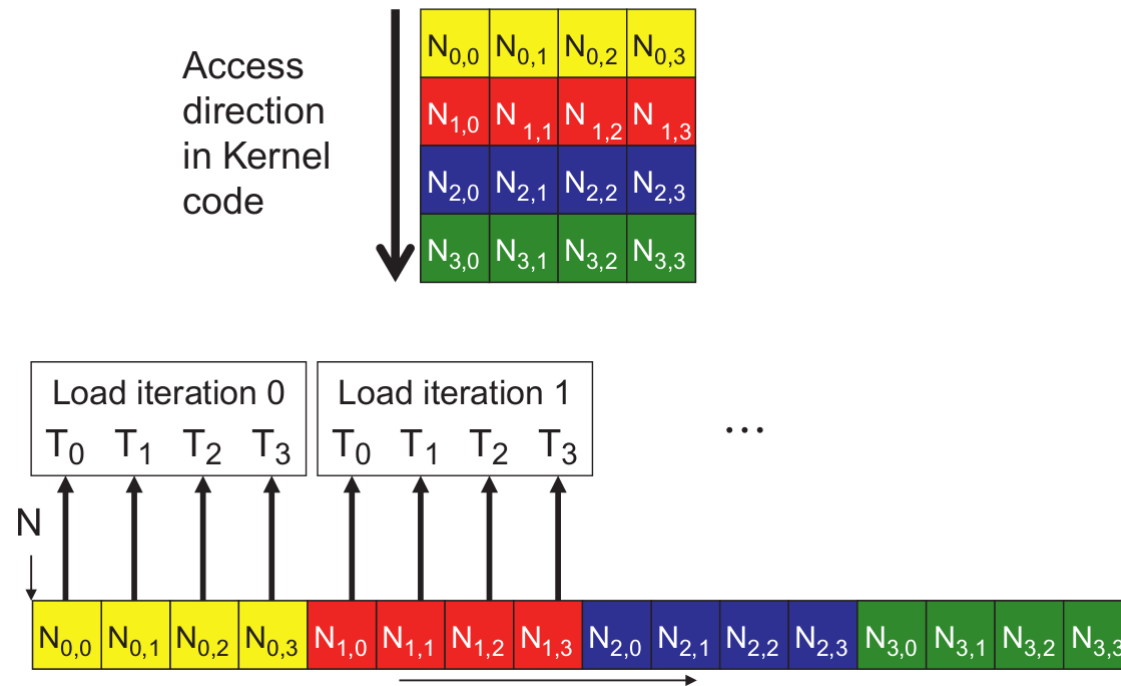 Access
direction
in Kernel
code
N0,0 N0,1 N0,2 N0,3
N1,0 N1,1 N1,2 N1,3
N2,0 N2,1 N2,2 N2,3
N3,0 N3,1 N3,2 N3,3
Load iteration 0
T0 T1 T2 T3
Load iteration 1
T0 T1 T2 T3
...
N
N0,0 N0,1 N0,2 N0,3 N1,0 N1,1 N1,2 N1,3 N2,0 N2,1 N2,2 N2,3 N3,0 N3,1 N3,2 N3,3